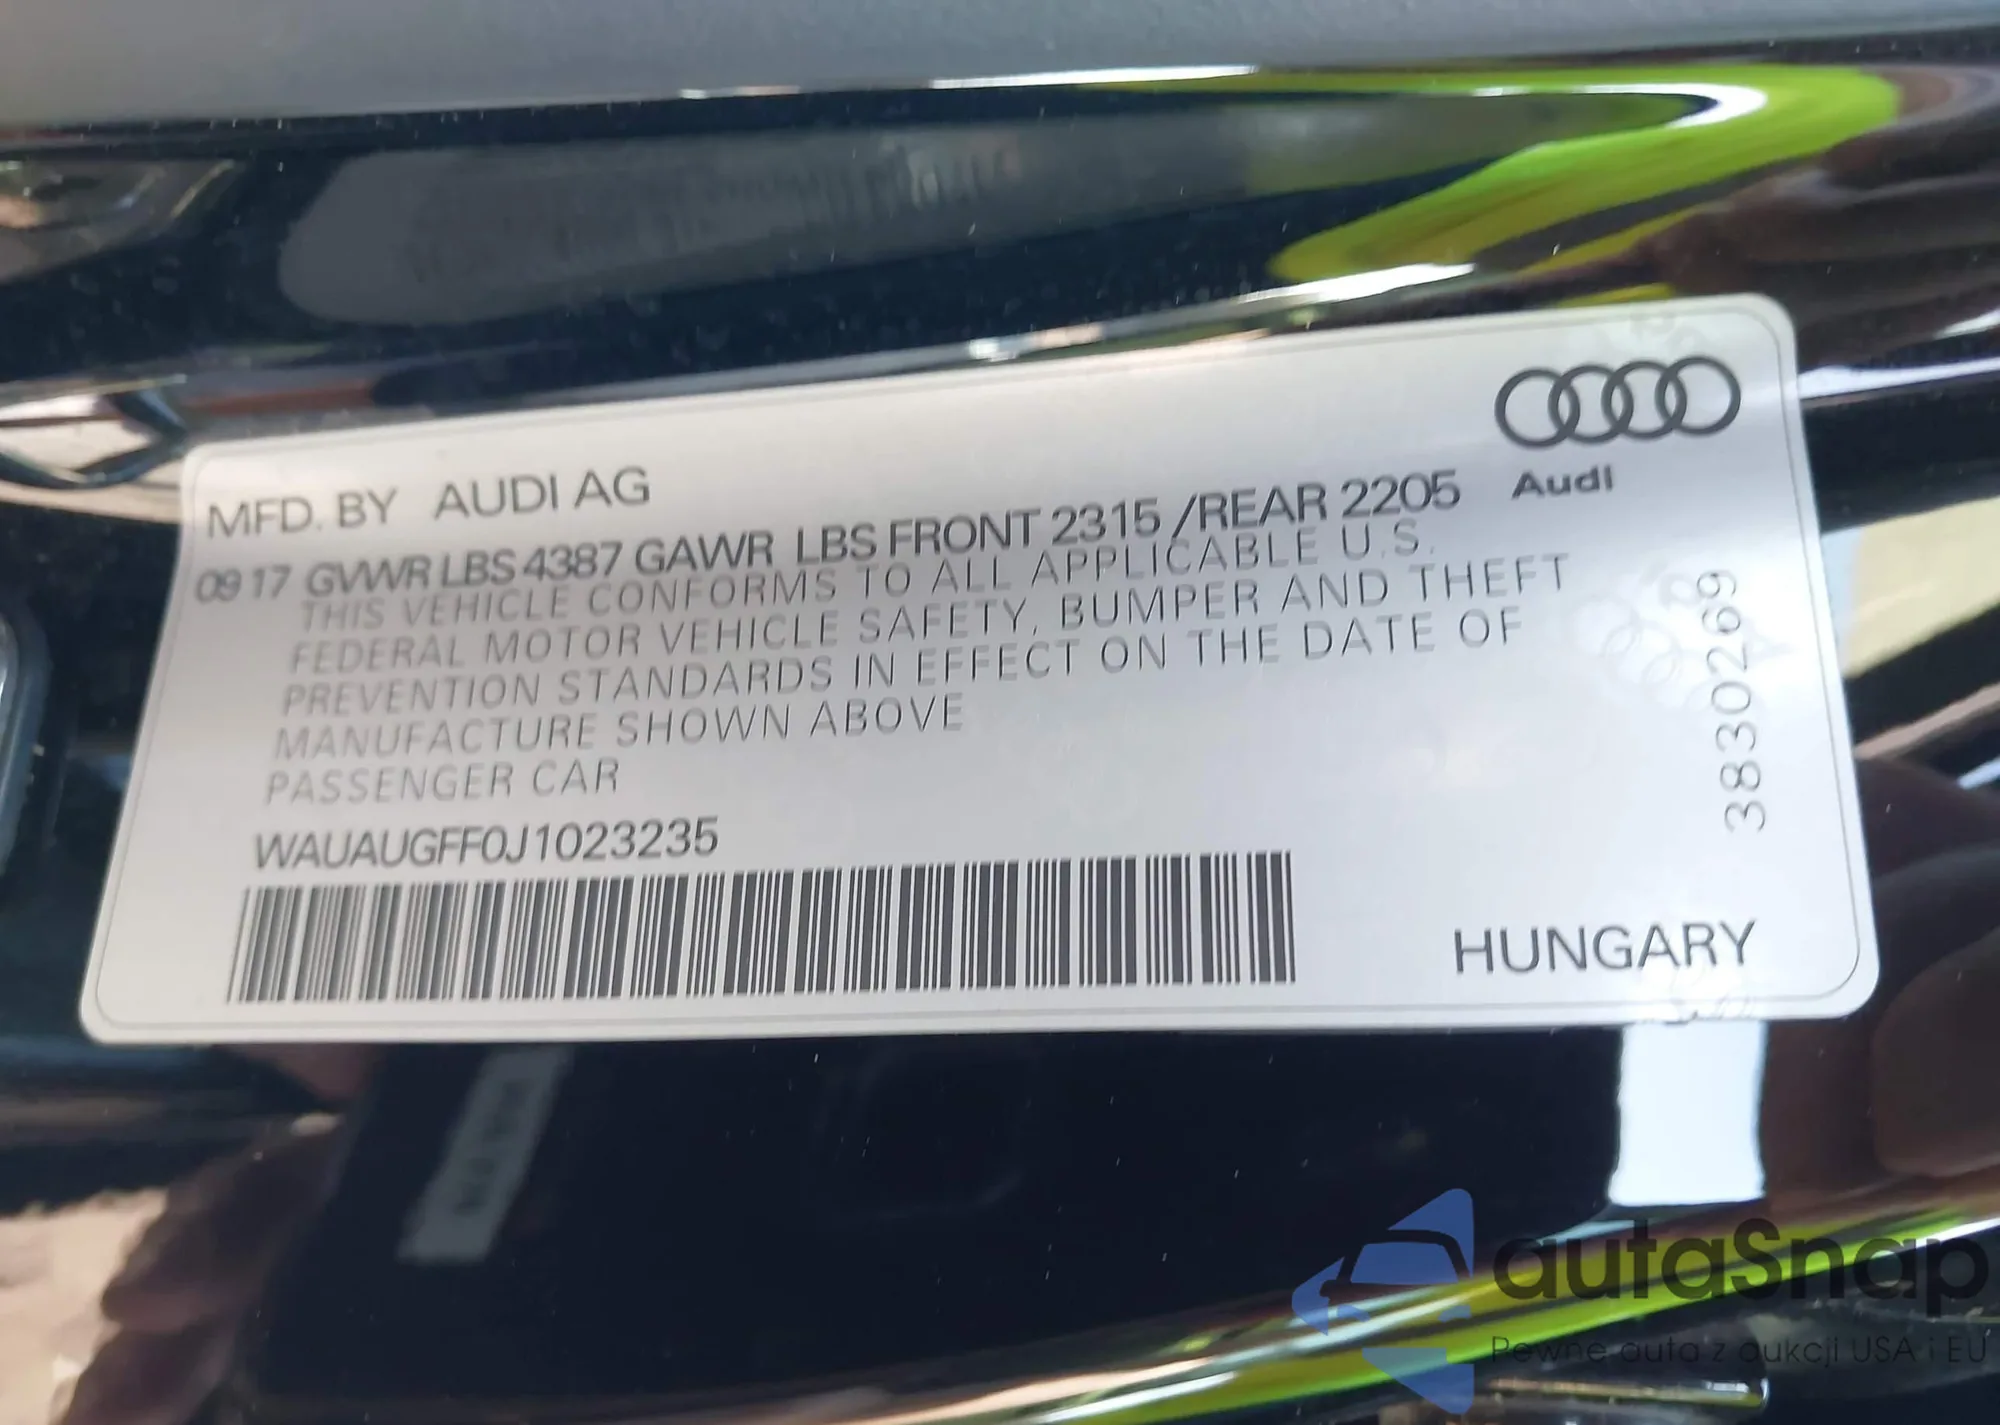 MFD. BY AUDI AG
09 17 GVWR LBS 4387 GAWR LBS FRONT 2315 /REAR 2205
THIS VEHICLE CONFORMS TO ALL APPLICABLE U.S.
FEDERAL MOTOR VEHICLE SAFETY, BUMPER AND THEFT
PREVENTION STANDARDS IN EFFECT ON THE DATE OF
MANUFACTURE SHOWN ABOVE
PASSENGER CAR
WAUAUGFF0J1023235
Audi
3830269
HUNGARY
autaSnap
Pewne auta z aukcji USA i EU